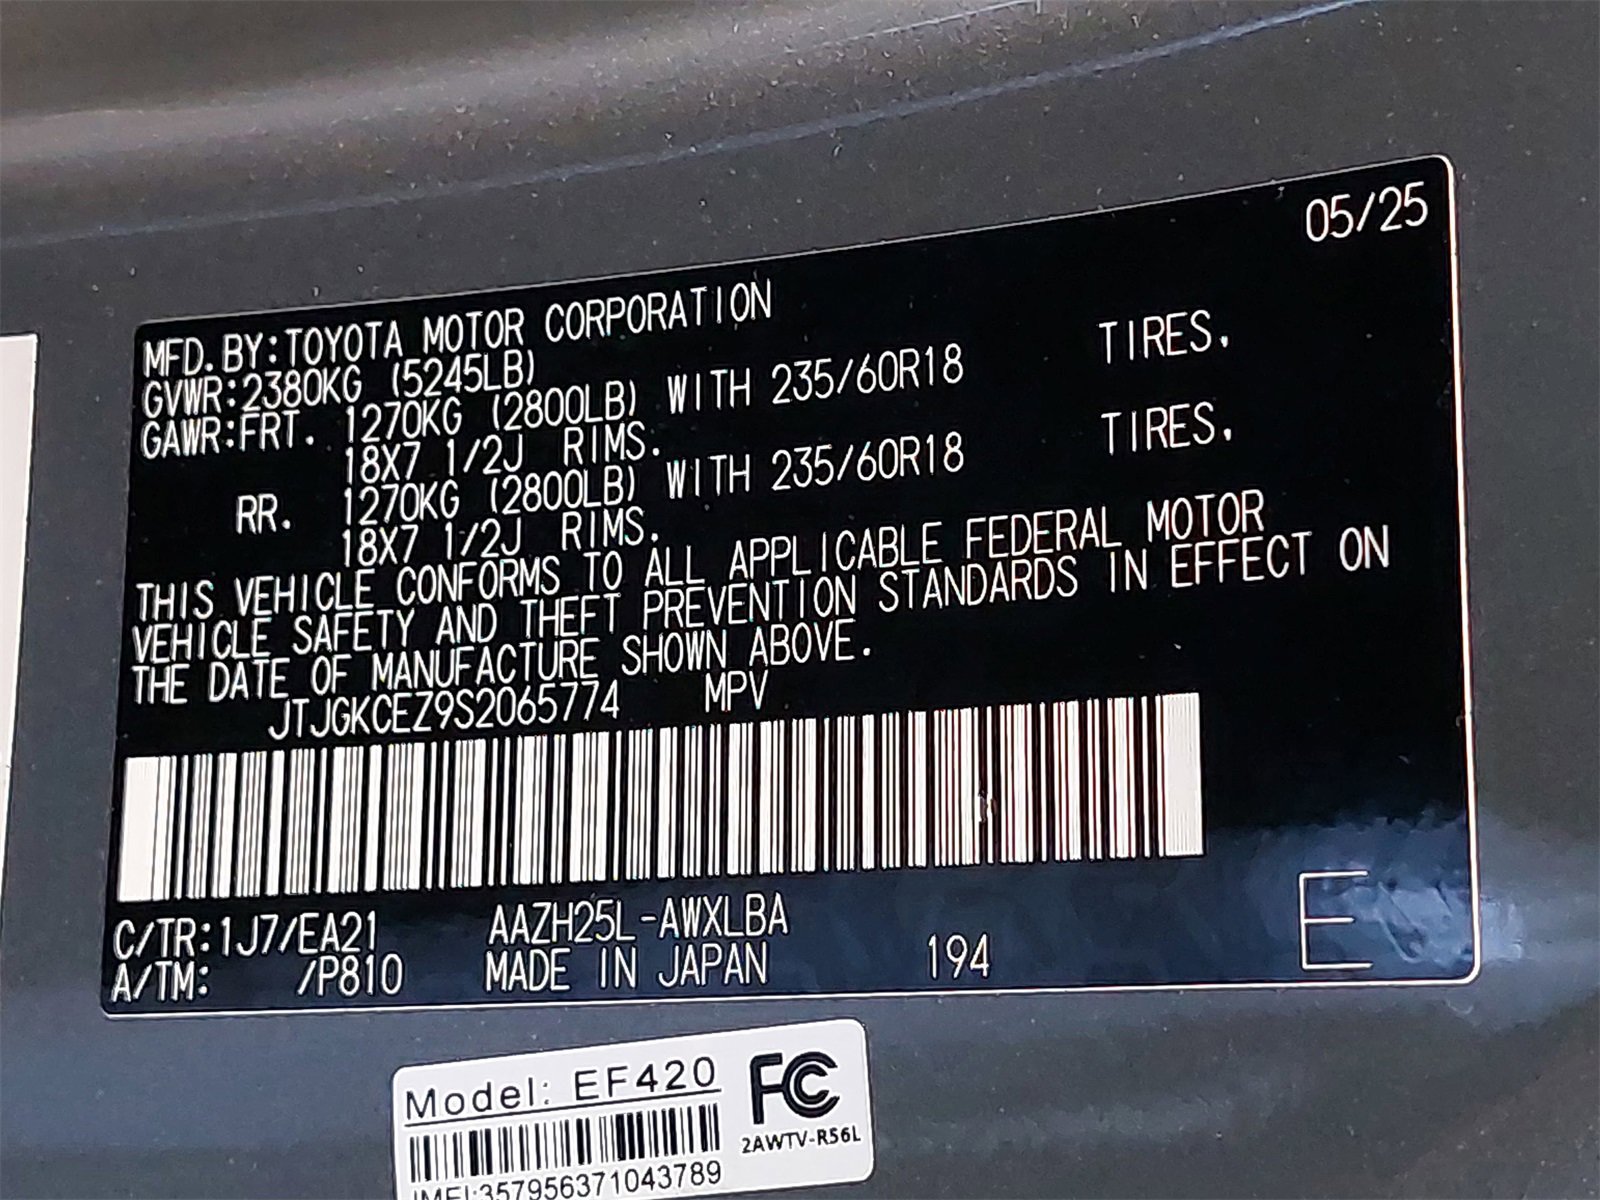 05/25
MFD. BY:TOYOTA MOTOR CORPORATION
GVWR:2380KG (5245LB)
GAWR:FRT. 1270KG (2800LB) WITH 235/60R18 TIRES.
18X7 1/2J RIMS.
RR. 1270KG (2800LB) WITH 235/60R18 TIRES.
18X7 1/2J RIMS.
THIS VEHICLE CONFORMS TO ALL APPLICABLE FEDERAL MOTOR
VEHICLE SAFETY AND THEFT PREVENTION STANDARDS IN EFFECT ON
THE DATE OF MANUFACTURE SHOWN ABOVE.
JTJGKCEZ9S2065774 MPV
C/TR:1J7/EA21 AAZH25L-AWXLBA
A/TM: /P810 MADE IN JAPAN 194 E
Model: EF420 FC
2AWTV-R56L
IMEI:357956371043789